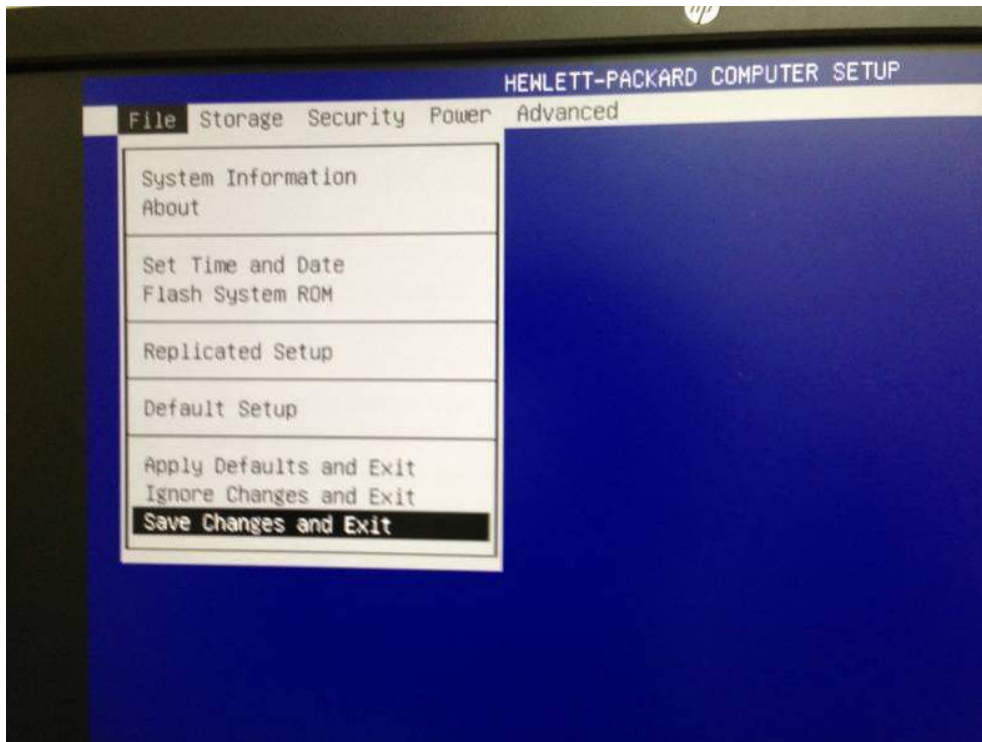 hp
HEWLETT-PACKARD COMPUTER SETUP
File Storage Security Power Advanced
System Information
About
Set Time and Date
Flash System ROM
Replicated Setup
Default Setup
Apply Defaults and Exit
Ignore Changes and Exit
Save Changes and Exit